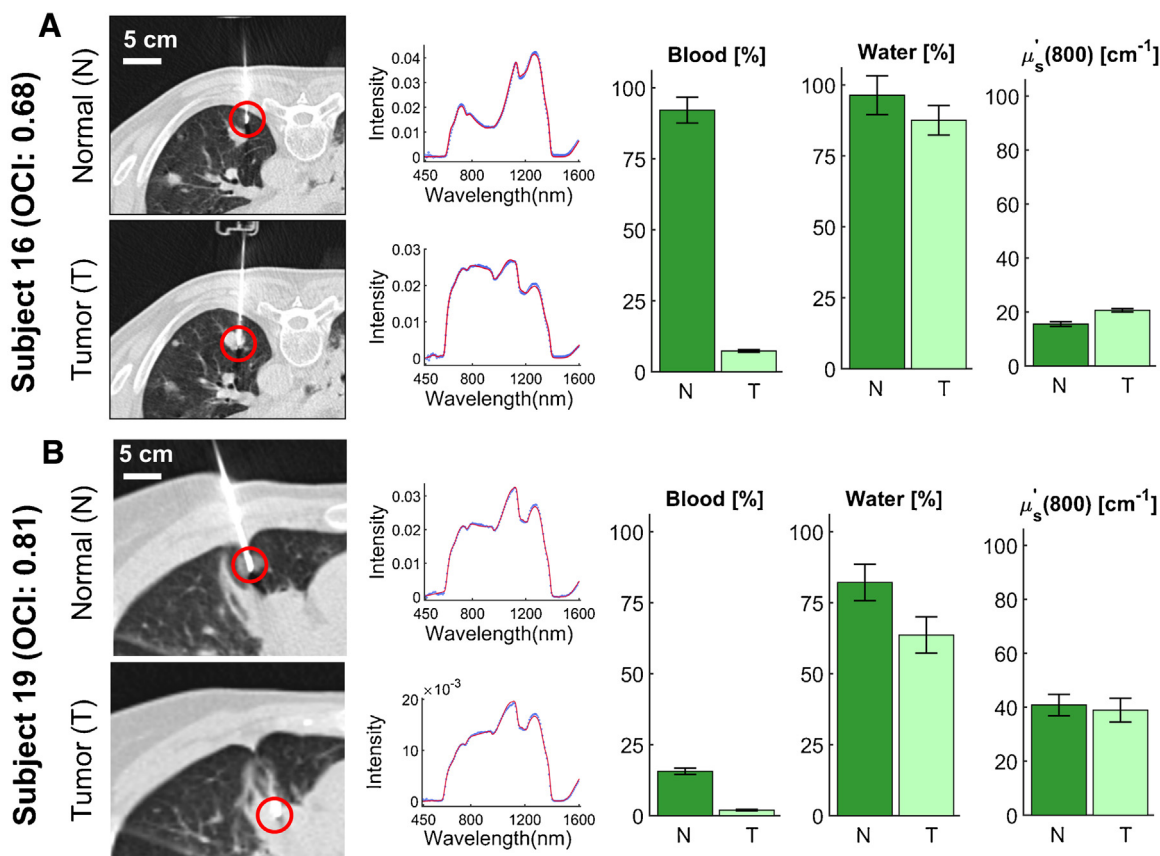 A
Subject 16 (OCI: 0.68)
Normal (N)
5 cm
Intensity
0.04
0.03
0.02
0.01
0
450 800 1200 1600
Wavelength(nm)
Blood [%]
100
75
50
25
0
N T
Water [%]
100
75
50
25
0
N T
μs'(800) [cm-1]
100
80
60
40
20
0
N T
Tumor (T)
Intensity
0.03
0.02
0.01
0
450 800 1200 1600
Wavelength(nm)
B
Subject 19 (OCI: 0.81)
Normal (N)
5 cm
Intensity
0.03
0.02
0.01
0
450 800 1200 1600
Wavelength(nm)
Blood [%]
100
75
50
25
0
N T
Water [%]
100
75
50
25
0
N T
μs'(800) [cm-1]
100
80
60
40
20
0
N T
Tumor (T)
Intensity
×10-3
20
10
0
450 800 1200 1600
Wavelength(nm)